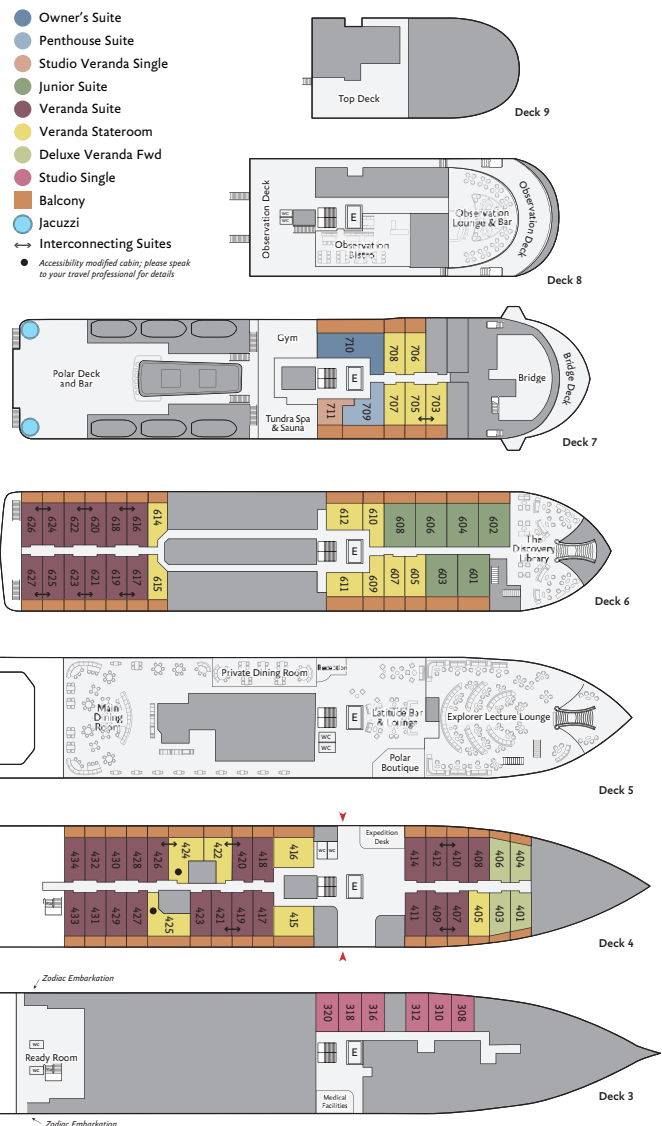 Owner's Suite
Penthouse Suite
Studio Veranda Single
Junior Suite
Veranda Suite
Veranda Stateroom
Deluxe Veranda Fwd
Studio Single
Balcony
Jacuzzi
Interconnecting Suites
Accessibility modified cabin; please speak
to your travel professional for details
Top Deck
Deck 9
Observation Deck
WC
WC
E
Observation
Bistro
Observation
Lounge & Bar
Observation Deck
Deck 8
Polar Deck
and Bar
Gym
Tundra Spa
& Sauna
710
708
706
E
711
709
707
705
703
Bridge
Bridge Deck
Deck 7
626
624
622
620
618
616
614
612
610
608
606
604
602
E
The
Discovery
Library
627
625
623
621
619
617
615
611
609
607
605
603
601
Deck 6
Main
Dining
Room
Private Dining Room
Reception
E
WC
WC
Latitude Bar
& Lounge
Polar
Boutique
Explorer Lecture Lounge
Deck 5
434
432
430
428
426
424
422
420
418
416
WC
WC
Expedition
Desk
414
412
410
408
406
404
E
433
431
429
427
425
423
421
419
417
415
411
409
407
405
403
401
Deck 4
Zodiac Embarkation
WC
Ready Room
WC
320
318
316
312
310
308
E
Medical
Facilities
Deck 3
Zodiac Embarkation